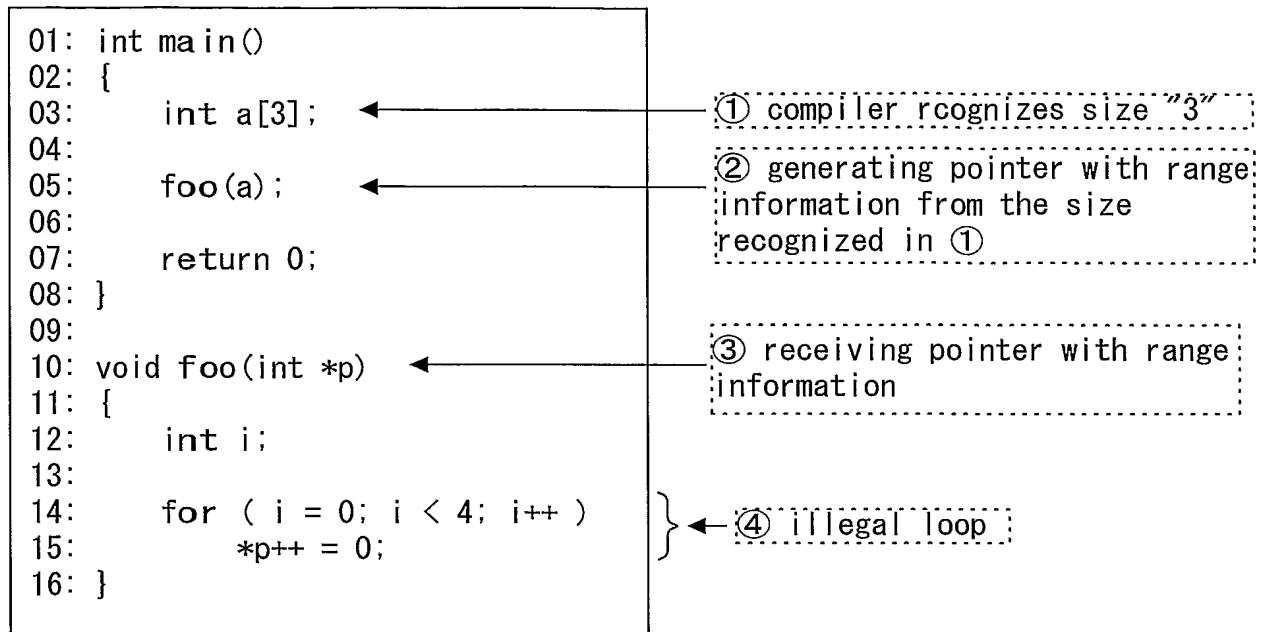 01: int main()
02: {
03:     int a[3];
04:
05:     foo(a);
06:
07:     return 0;
08: }
09:
10: void foo(int *p)
11: {
12:     int i;
13:
14:     for ( i = 0; i < 4; i++ )
15:         *p++ = 0;
16: }
① compiler rcognizes size "3"
② generating pointer with range
information from the size
recognized in ①
③ receiving pointer with range
information
④ illegal loop